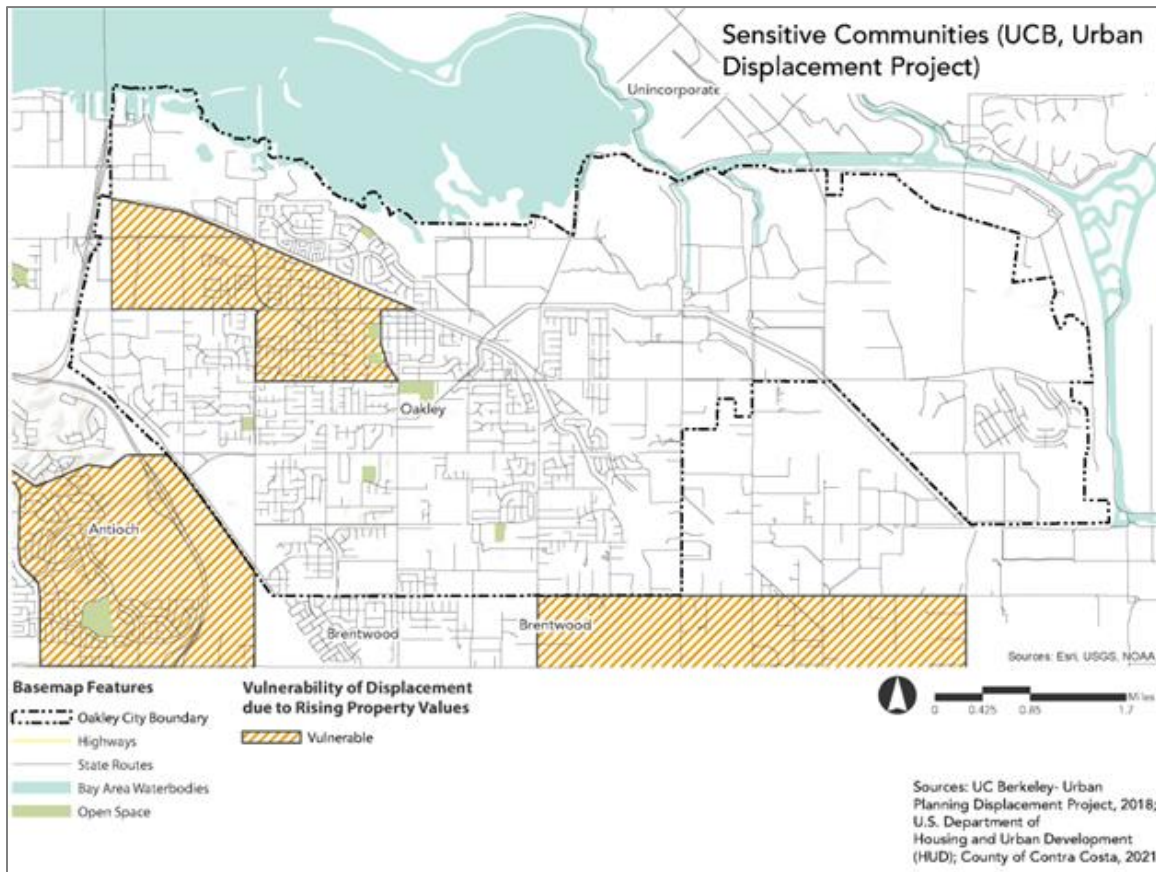 Sensitive Communities (UCB, Urban
Displacement Project)
Unincorporate
Oakley
Antioch
Brentwood
Brentwood
Sources: Esri, USGS, NOAA
Basemap Features
Oakley City Boundary
Highways
State Routes
Bay Area Waterbodies
Open Space
Vulnerability of Displacement
due to Rising Property Values
Vulnerable
Miles
0 0.425 0.85 1.7
Sources: UC Berkeley- Urban
Planning Displacement Project, 2018;
U.S. Department of
Housing and Urban Development
(HUD); County of Contra Costa, 2021